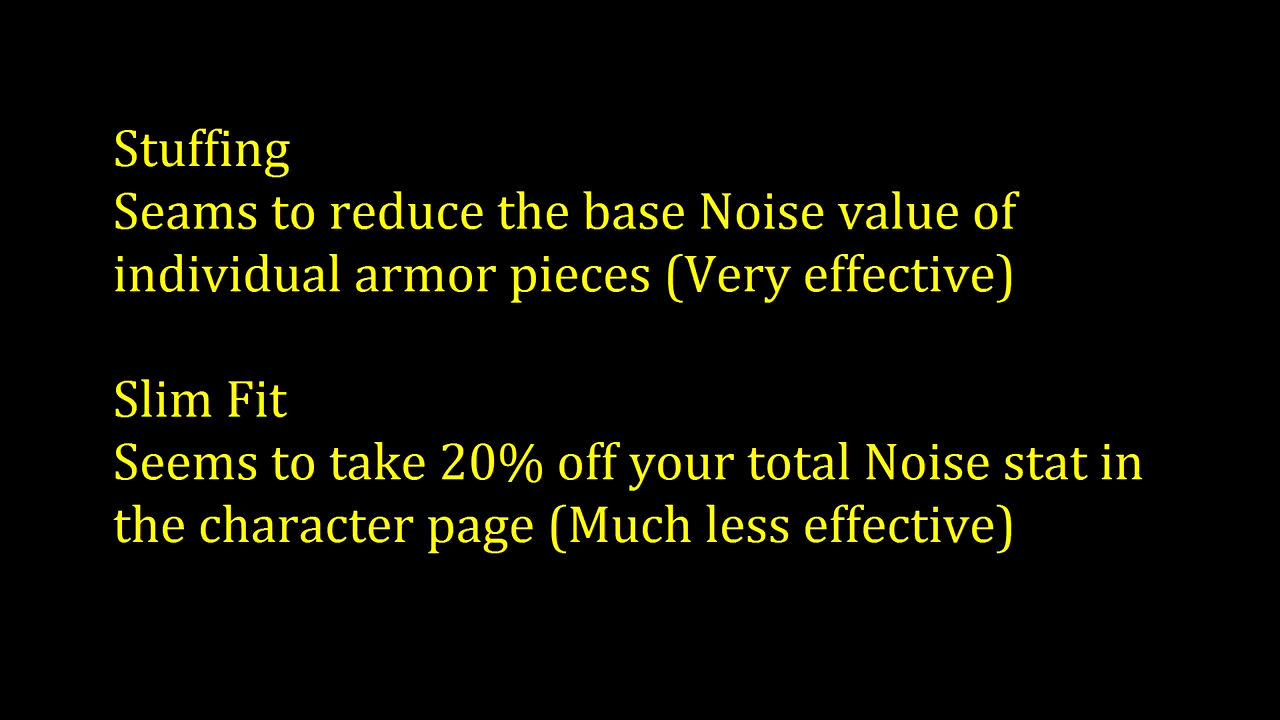 Stuffing
Seams to reduce the base Noise value of
individual armor pieces (Very effective)
Slim Fit
Seems to take 20% off your total Noise stat in
the character page (Much less effective)